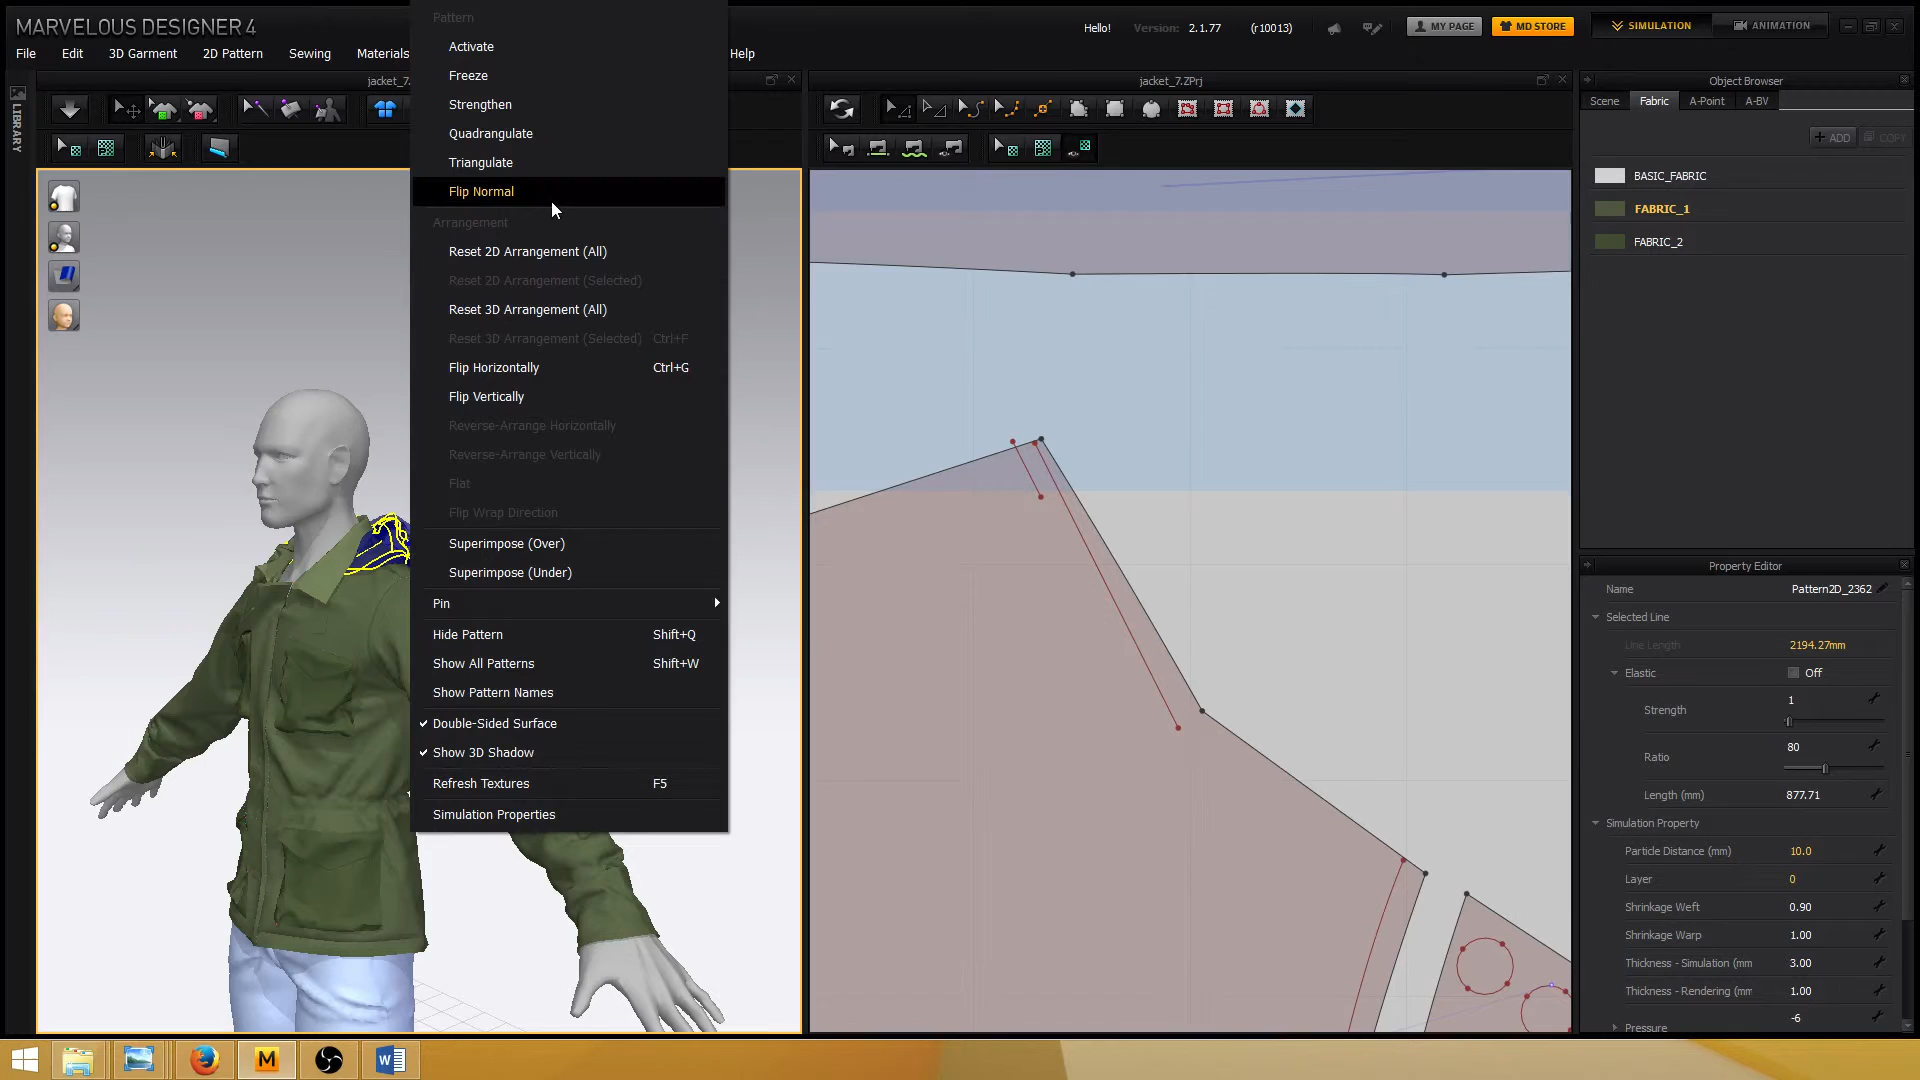 MARVELOUS DESIGNER 4
Hello! Version: 2.1.77 (r10013) MY PAGE MD STORE SIMULATION ANIMATION
File Edit 3D Garment 2D Pattern Sewing Materials Help
jacket_7. jacket_7.ZPrj Object Browser
LIBRARY
Scene Fabric A-Point A-BV
+ ADD COPY
BASIC_FABRIC
FABRIC_1
FABRIC_2
Pattern
Activate
Freeze
Strengthen
Quadrangulate
Triangulate
Flip Normal
Arrangement
Reset 2D Arrangement (All)
Reset 2D Arrangement (Selected)
Reset 3D Arrangement (All)
Reset 3D Arrangement (Selected) Ctrl+F
Flip Horizontally Ctrl+G
Flip Vertically
Reverse-Arrange Horizontally
Reverse-Arrange Vertically
Flat
Flip Wrap Direction
Superimpose (Over)
Superimpose (Under)
Pin
Hide Pattern Shift+Q
Show All Patterns Shift+W
Show Pattern Names
Double-Sided Surface
Show 3D Shadow
Refresh Textures F5
Simulation Properties
Property Editor
Name Pattern2D_2362
Selected Line
Line Length 2194.27mm
Elastic Off
Strength 1
Ratio 80
Length (mm) 877.71
Simulation Property
Particle Distance (mm) 10.0
Layer 0
Shrinkage Weft 0.90
Shrinkage Warp 1.00
Thickness - Simulation (mm 3.00
Thickness - Rendering (mm 1.00
Pressure -6
M
W